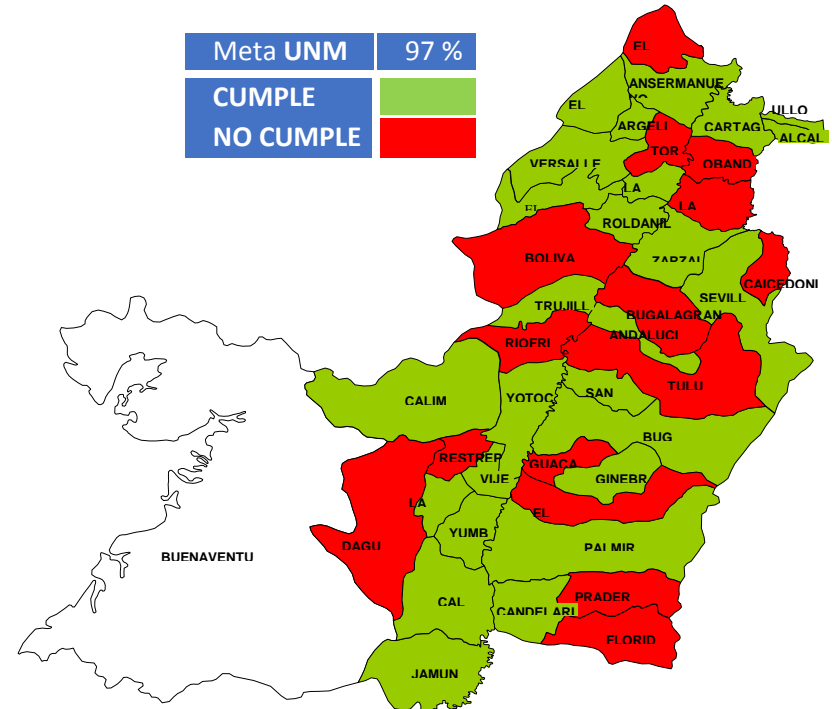 Meta UNM 97 %
CUMPLE
NO CUMPLE
EL
ANSERMANUE
EL
ULLO
ARGELI
CARTAG
ALCAL
TOR
VERSALLE
OBAND
LA
EL
LA
ROLDANIL
BOLIVA
ZARZAL
CAICEDONI
SEVILL
TRUJILL
BUGALAGRAN
ANDALUCI
RIOFRI
TULU
CALIM
YOTOC
SAN
BUG
RESTREP
GUACA
VIJE
GINEBR
LA
EL
YUMB
DAGU
PALMIR
BUENAVENTU
PRADER
CAL
CANDELARI
FLORID
JAMUN